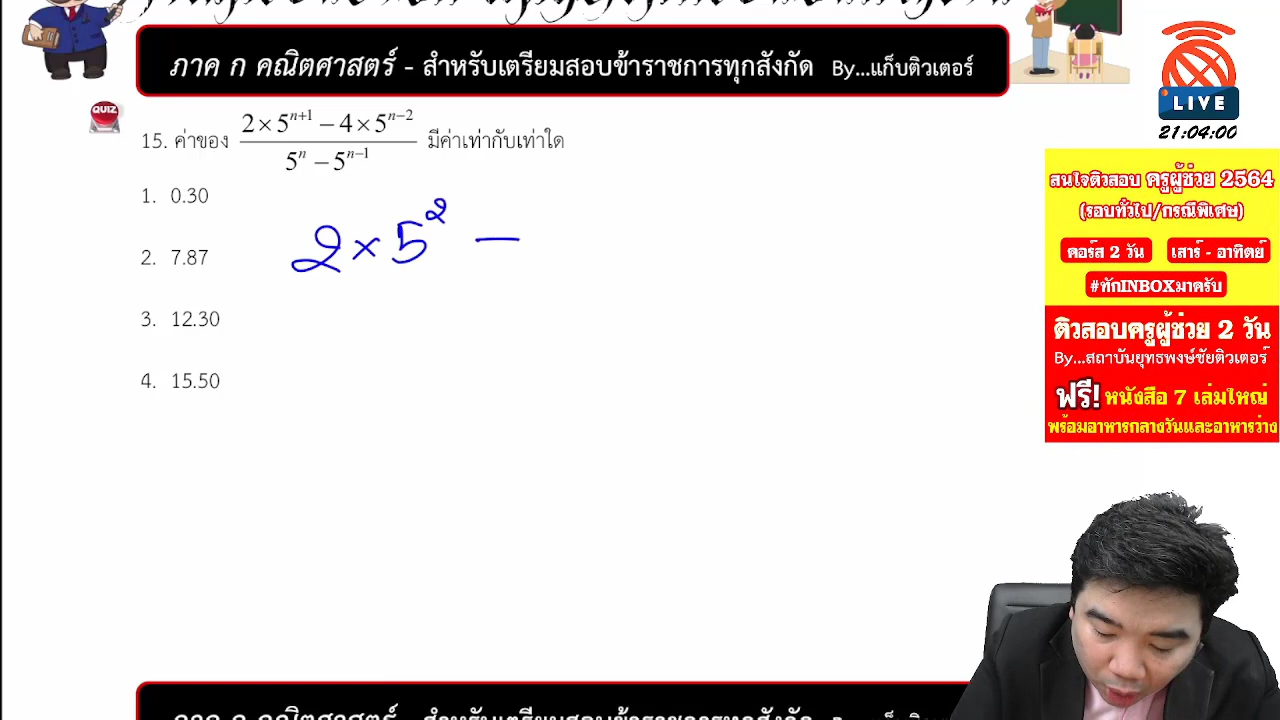 ภาค ก คณิตศาสตร์ - สำหรับเตรียมสอบข้าราชการทุกสังกัด By...แก็บติวเตอร์
LIVE
21:04:00
QUIZ
15. ค่าของ (2×5^{n+1} − 4×5^{n−2}) / (5^n − 5^{n−1}) มีค่าเท่ากับเท่าใด
1. 0.30
2. 7.87
3. 12.30
4. 15.50
2 × 5^2 −
สนใจติวสอบ ครูผู้ช่วย 2564
(รอบทั่วไป/กรณีพิเศษ)
คอร์ส 2 วัน เสาร์ - อาทิตย์
#ทักINBOXมาครับ
ติวสอบครูผู้ช่วย 2 วัน
By...สถาบันยุทธพงษ์ชัยติวเตอร์
ฟรี! หนังสือ 7 เล่มใหญ่
พร้อมอาหารกลางวันและอาหารว่าง